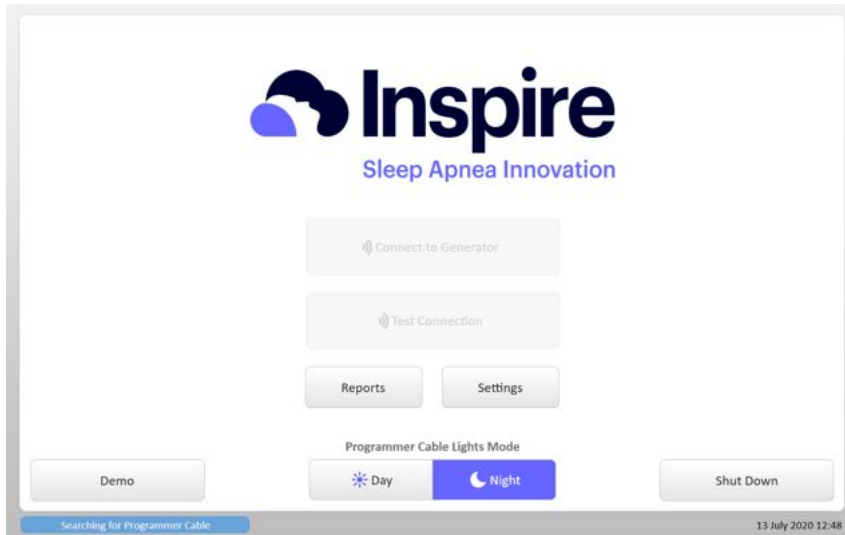 Inspire
Sleep Apnea Innovation
Connect to Generator
Test Connection
Reports Settings
Programmer Cable Lights Mode
Demo Day Night Shut Down
Searching for Programmer Cable 13 July 2020 12:48